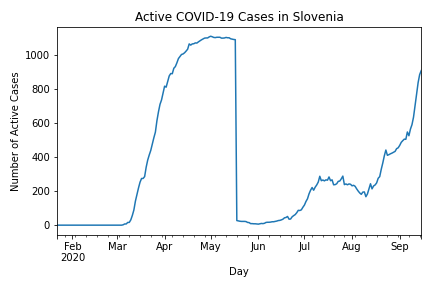 Active COVID-19 Cases in Slovenia
Number of Active Cases
1000
800
600
400
200
0
Feb Mar Apr May Jun Jul Aug Sep
2020
Day